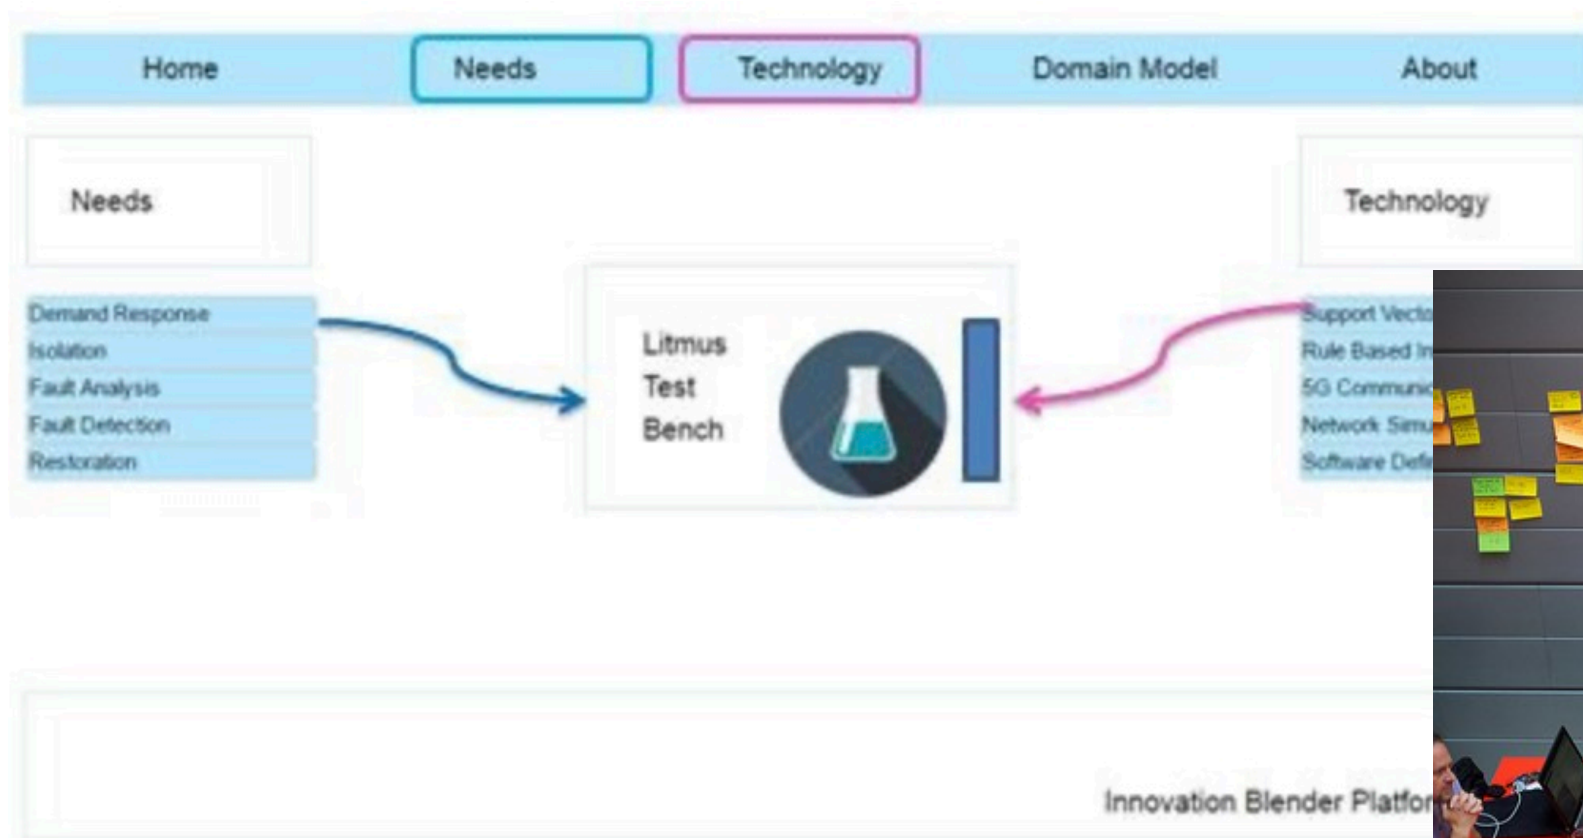 Home Needs Technology Domain Model About
Needs
Technology
Demand Response
Isolation
Fault Analysis
Fault Detection
Restoration
Litmus
Test
Bench
Support
Rule Based
5G
Network
Software
Innovation Blender